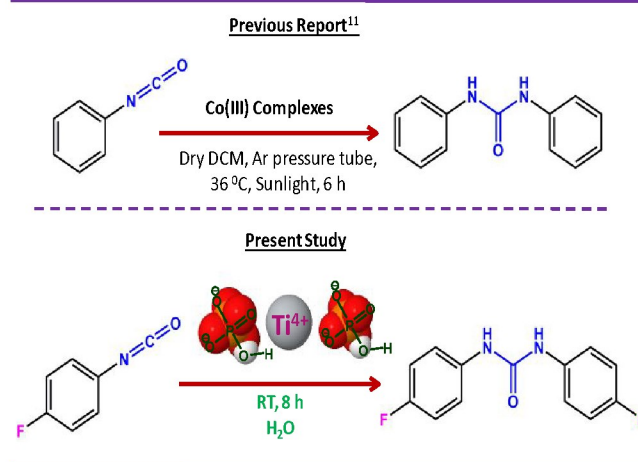 Previous Report¹¹
N=C=O
Co(III) Complexes
Dry DCM, Ar pressure tube,
36 ⁰C, Sunlight, 6 h
H H
N N
O
Present Study
N=C=O
F
Ti⁴⁺
⊖ O P O O ⊖ O-H
⊖ O P O O ⊖ O-H
RT, 8 h
H₂O
H H
N N
O
F